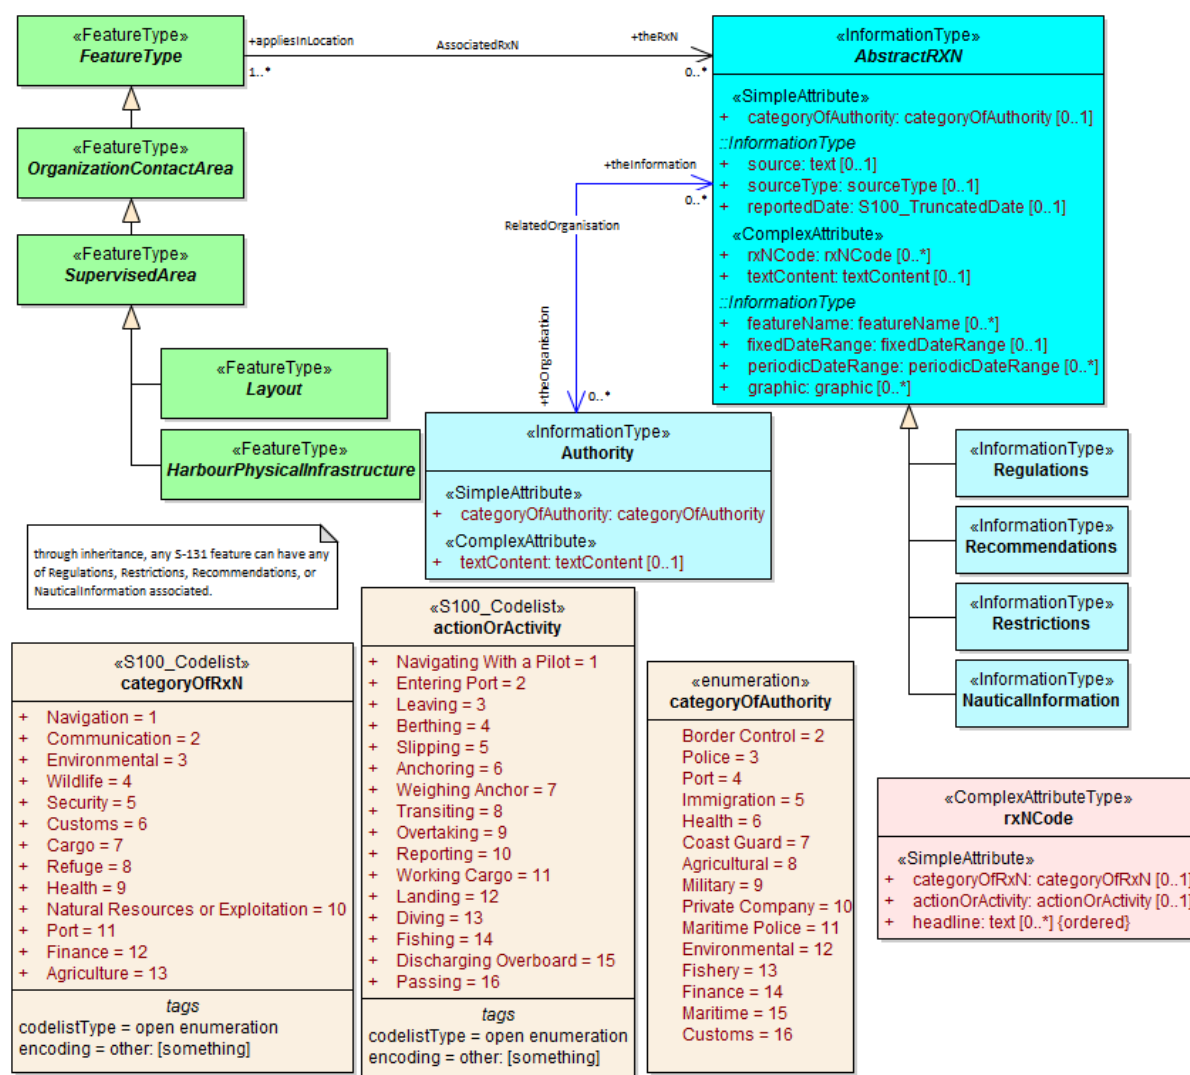 «FeatureType»
FeatureType
+appliesInLocation
1..*
AssociatedRxN
+theRxN
0..*
«InformationType»
AbstractRXN
«SimpleAttribute»
+ categoryOfAuthority: categoryOfAuthority [0..1]
::InformationType
+ source: text [0..1]
+ sourceType: sourceType [0..1]
+ reportedDate: S100_TruncatedDate [0..1]
«ComplexAttribute»
+ rxNCode: rxNCode [0..*]
+ textContent: textContent [0..1]
::InformationType
+ featureName: featureName [0..*]
+ fixedDateRange: fixedDateRange [0..1]
+ periodicDateRange: periodicDateRange [0..*]
+ graphic: graphic [0..*]
«FeatureType»
OrganizationContactArea
+theInformation
0..*
RelatedOrganisation
+theOrganisation
0..*
«FeatureType»
SupervisedArea
«FeatureType»
Layout
«FeatureType»
HarbourPhysicalInfrastructure
«InformationType»
Authority
«SimpleAttribute»
+ categoryOfAuthority: categoryOfAuthority
«ComplexAttribute»
+ textContent: textContent [0..1]
«InformationType»
Regulations
«InformationType»
Recommendations
«InformationType»
Restrictions
«InformationType»
NauticalInformation
through inheritance, any S-131 feature can have any
of Regulations, Restrictions, Recommendations, or
NauticalInformation associated.
«S100_Codelist»
categoryOfRxN
+ Navigation = 1
+ Communication = 2
+ Environmental = 3
+ Wildlife = 4
+ Security = 5
+ Customs = 6
+ Cargo = 7
+ Refuge = 8
+ Health = 9
+ Natural Resources or Exploitation = 10
+ Port = 11
+ Finance = 12
+ Agriculture = 13
tags
codelistType = open enumeration
encoding = other: [something]
«S100_Codelist»
actionOrActivity
+ Navigating With a Pilot = 1
+ Entering Port = 2
+ Leaving = 3
+ Berthing = 4
+ Slipping = 5
+ Anchoring = 6
+ Weighing Anchor = 7
+ Transiting = 8
+ Overtaking = 9
+ Reporting = 10
+ Working Cargo = 11
+ Landing = 12
+ Diving = 13
+ Fishing = 14
+ Discharging Overboard = 15
+ Passing = 16
tags
codelistType = open enumeration
encoding = other: [something]
«enumeration»
categoryOfAuthority
Border Control = 2
Police = 3
Port = 4
Immigration = 5
Health = 6
Coast Guard = 7
Agricultural = 8
Military = 9
Private Company = 10
Maritime Police = 11
Environmental = 12
Fishery = 13
Finance = 14
Maritime = 15
Customs = 16
«ComplexAttributeType»
rxNCode
«SimpleAttribute»
+ categoryOfRxN: categoryOfRxN [0..1]
+ actionOrActivity: actionOrActivity [0..1]
+ headline: text [0..*] {ordered}